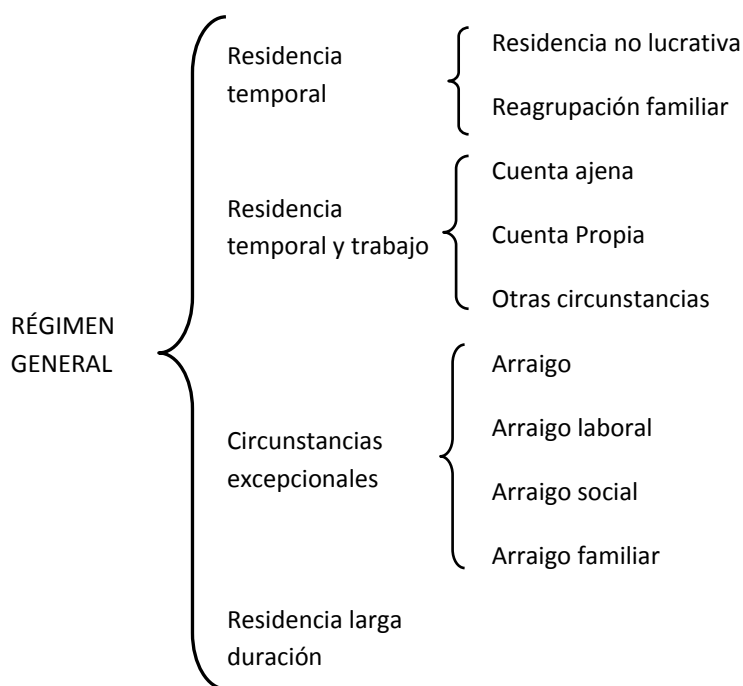 RÉGIMEN
GENERAL
Residencia
temporal
Residencia no lucrativa
Reagrupación familiar
Residencia
temporal y trabajo
Cuenta ajena
Cuenta Propia
Otras circunstancias
Circunstancias
excepcionales
Arraigo
Arraigo laboral
Arraigo social
Arraigo familiar
Residencia larga
duración